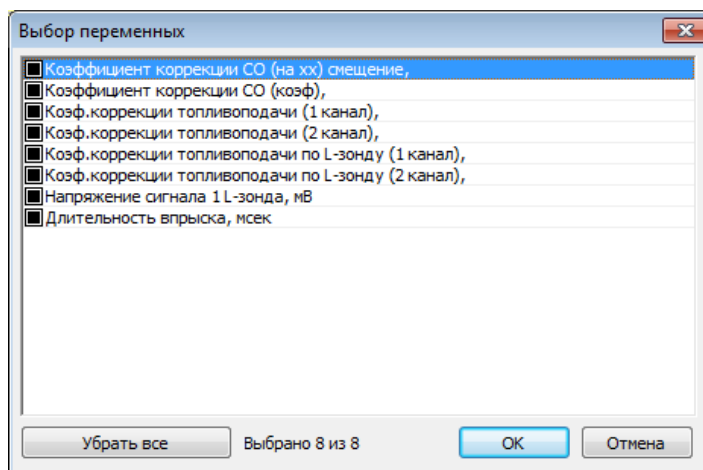 Выбор переменных
Коэффициент коррекции СО (на хх) смещение,
Коэффициент коррекции СО (коэф),
Коэф.коррекции топливоподачи (1 канал),
Коэф.коррекции топливоподачи (2 канал),
Коэф.коррекции топливоподачи по L-зонду (1 канал),
Коэф.коррекции топливоподачи по L-зонду (2 канал),
Напряжение сигнала 1 L-зонда, мВ
Длительность впрыска, мсек
Убрать все Выбрано 8 из 8 OK Отмена